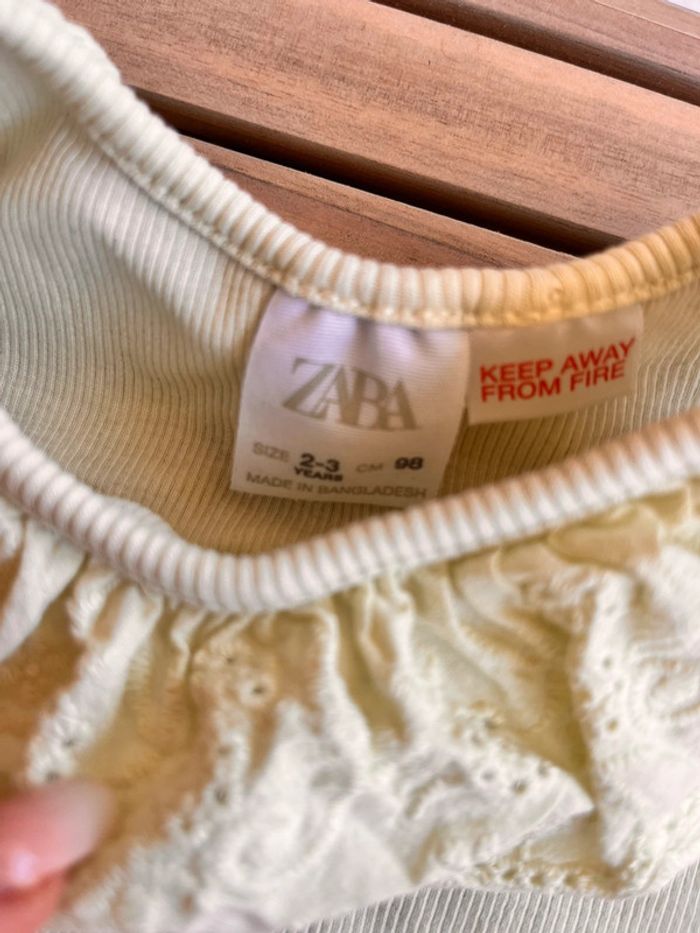 ZARA
SIZE 2-3 YEARS CM 98
MADE IN BANGLADESH
KEEP AWAY
FROM FIRE